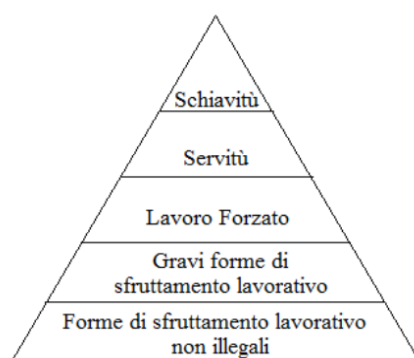 Schiavitù
Servitù
Lavoro Forzato
Gravi forme di
sfruttamento lavorativo
Forme di sfruttamento lavorativo
non illegali